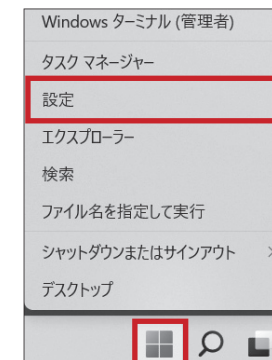 Windows ターミナル (管理者)
タスク マネージャー
設定
エクスプローラー
検索
ファイル名を指定して実行
シャットダウンまたはサインアウト
デスクトップ